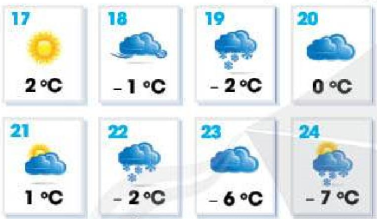 17 18 19 20
2 °C – 1 °C – 2 °C 0 °C
21 22 23 24
1 °C – 2 °C – 6 °C – 7 °C